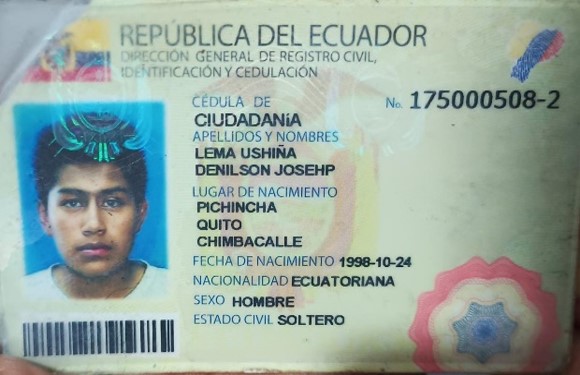 REPÚBLICA DEL ECUADOR
DIRECCIÓN GENERAL DE REGISTRO CIVIL,
IDENTIFICACIÓN Y CEDULACIÓN
CÉDULA DE No. 175000508-2
CIUDADANíA
APELLIDOS Y NOMBRES
LEMA USHIÑA
DENILSON JOSEHP
LUGAR DE NACIMIENTO
PICHINCHA
QUITO
CHIMBACALLE
FECHA DE NACIMIENTO 1998-10-24
NACIONALIDAD ECUATORIANA
SEXO HOMBRE
ESTADO CIVIL SOLTERO